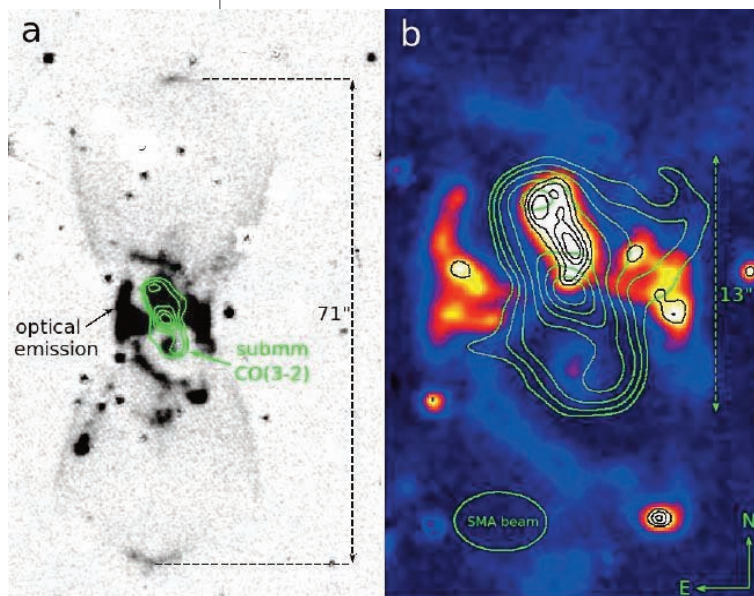 a
71"
optical
emission
submm
CO(3-2)
b
13"
SMA beam
N
E